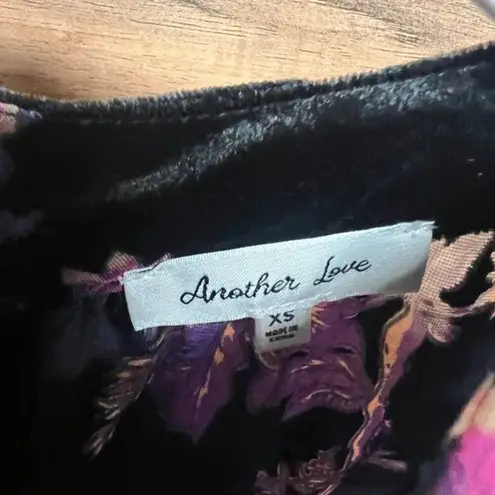 Another Love
XS
MADE IN
CHINA